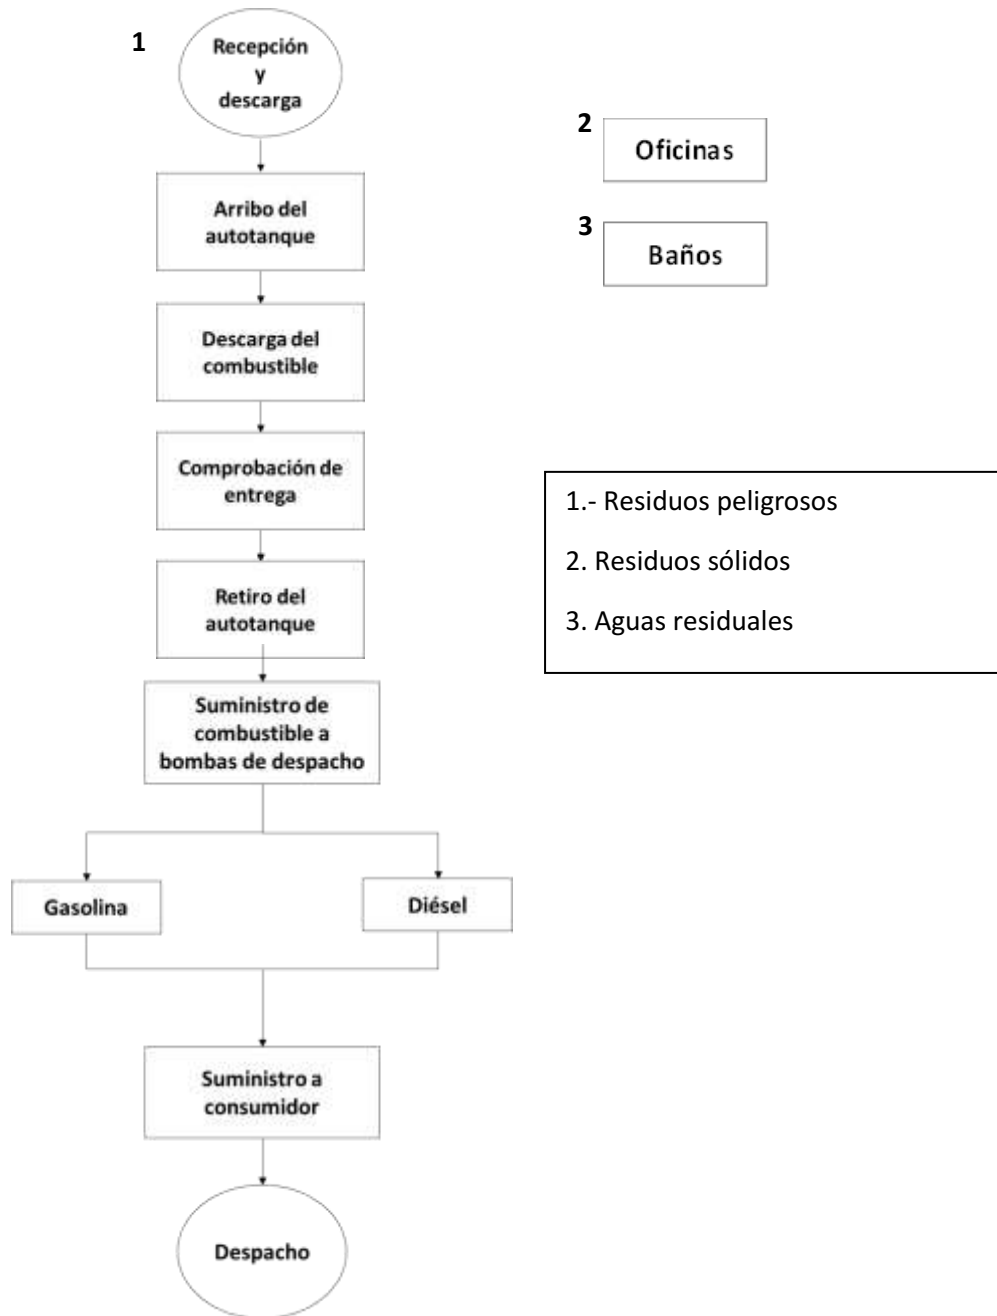 1
Recepción
y
descarga
2
Oficinas
Arribo del
autotanque
3
Baños
Descarga del
combustible
Comprobación de
entrega
1.- Residuos peligrosos
2. Residuos sólidos
3. Aguas residuales
Retiro del
autotanque
Suministro de
combustible a
bombas de despacho
Gasolina
Diésel
Suministro a
consumidor
Despacho